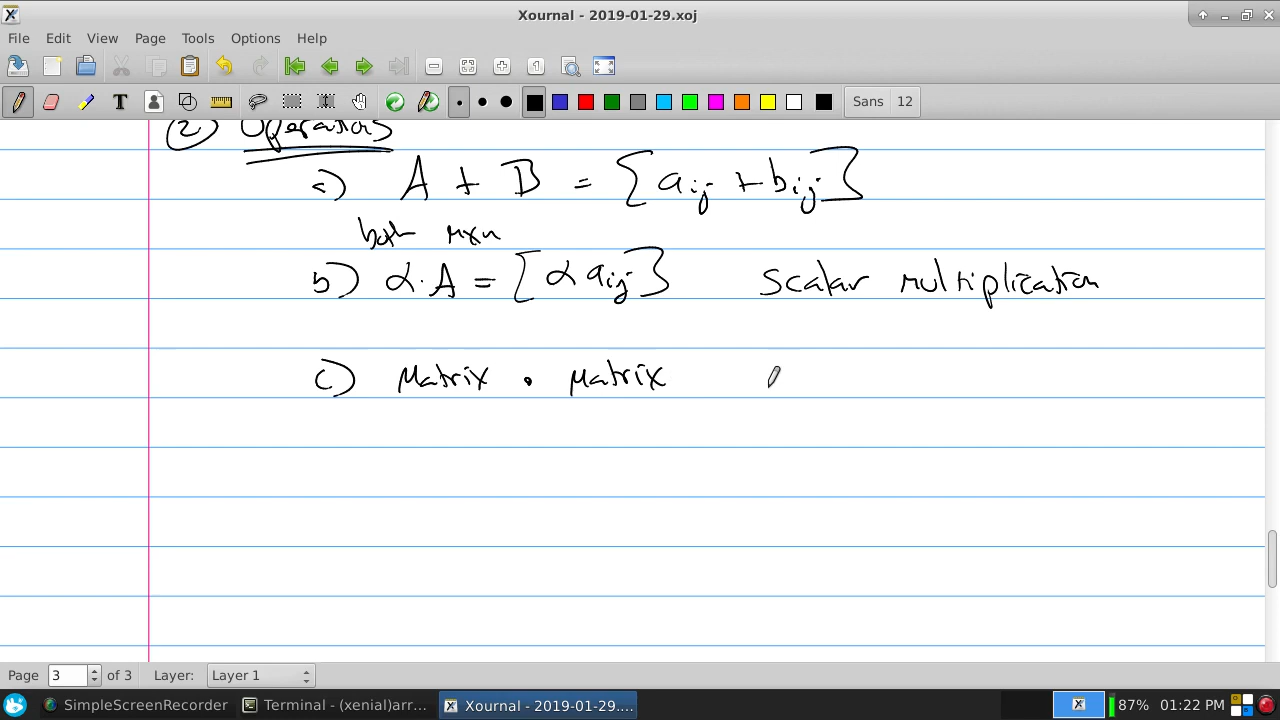 Xournal - 2019-01-29.xoj
File Edit View Page Tools Options Help
Sans 12
② Operations
a) A + B = [aij + bij]
both mxn
b) α·A = [α aij] scalar multiplication
c) Matrix · Matrix
Page 3 of 3 Layer: Layer 1
SimpleScreenRecorder Terminal - (xenial)arr... Xournal - 2019-01-29.... 87% 01:22 PM